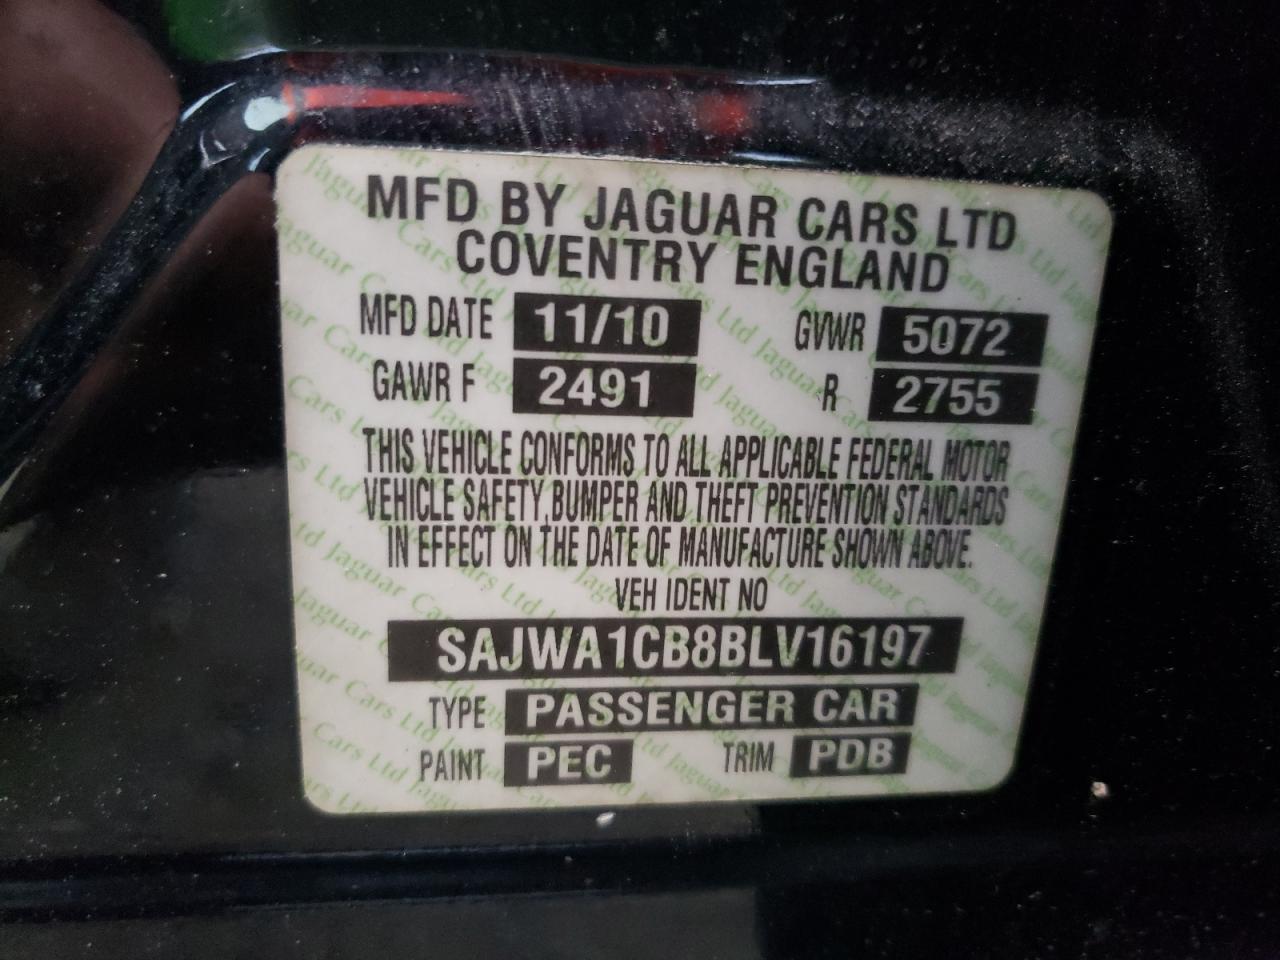 MFD BY JAGUAR CARS LTD
COVENTRY ENGLAND
MFD DATE 11/10 GVWR 5072
GAWR F 2491 R 2755
THIS VEHICLE CONFORMS TO ALL APPLICABLE FEDERAL MOTOR
VEHICLE SAFETY, BUMPER AND THEFT PREVENTION STANDARDS
IN EFFECT ON THE DATE OF MANUFACTURE SHOWN ABOVE.
VEH IDENT NO
SAJWA1CB8BLV16197
TYPE PASSENGER CAR
PAINT PEC TRIM PDB